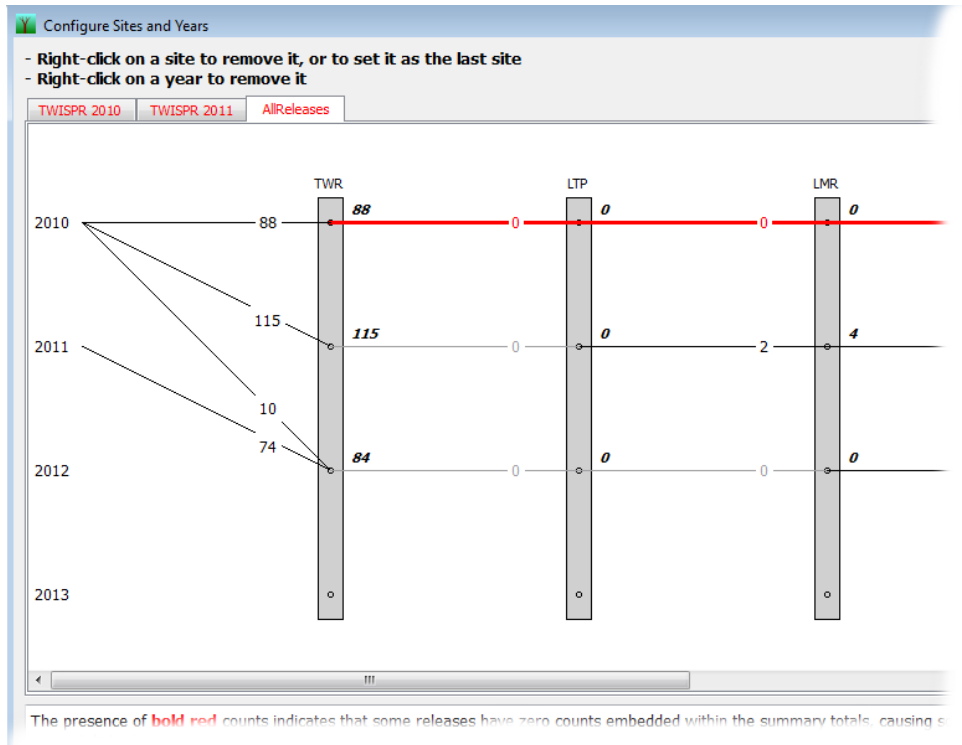 Configure Sites and Years
- Right-click on a site to remove it, or to set it as the last site
- Right-click on a year to remove it
TWISPR 2010 TWISPR 2011 AllReleases
TWR LTP LMR
2010 88 88 0 0 0 0
115
2011 115 0 0 2 4
10
74
2012 84 0 0 0 0
2013
The presence of bold red counts indicates that some releases have zero counts embedded within the summary totals, causing